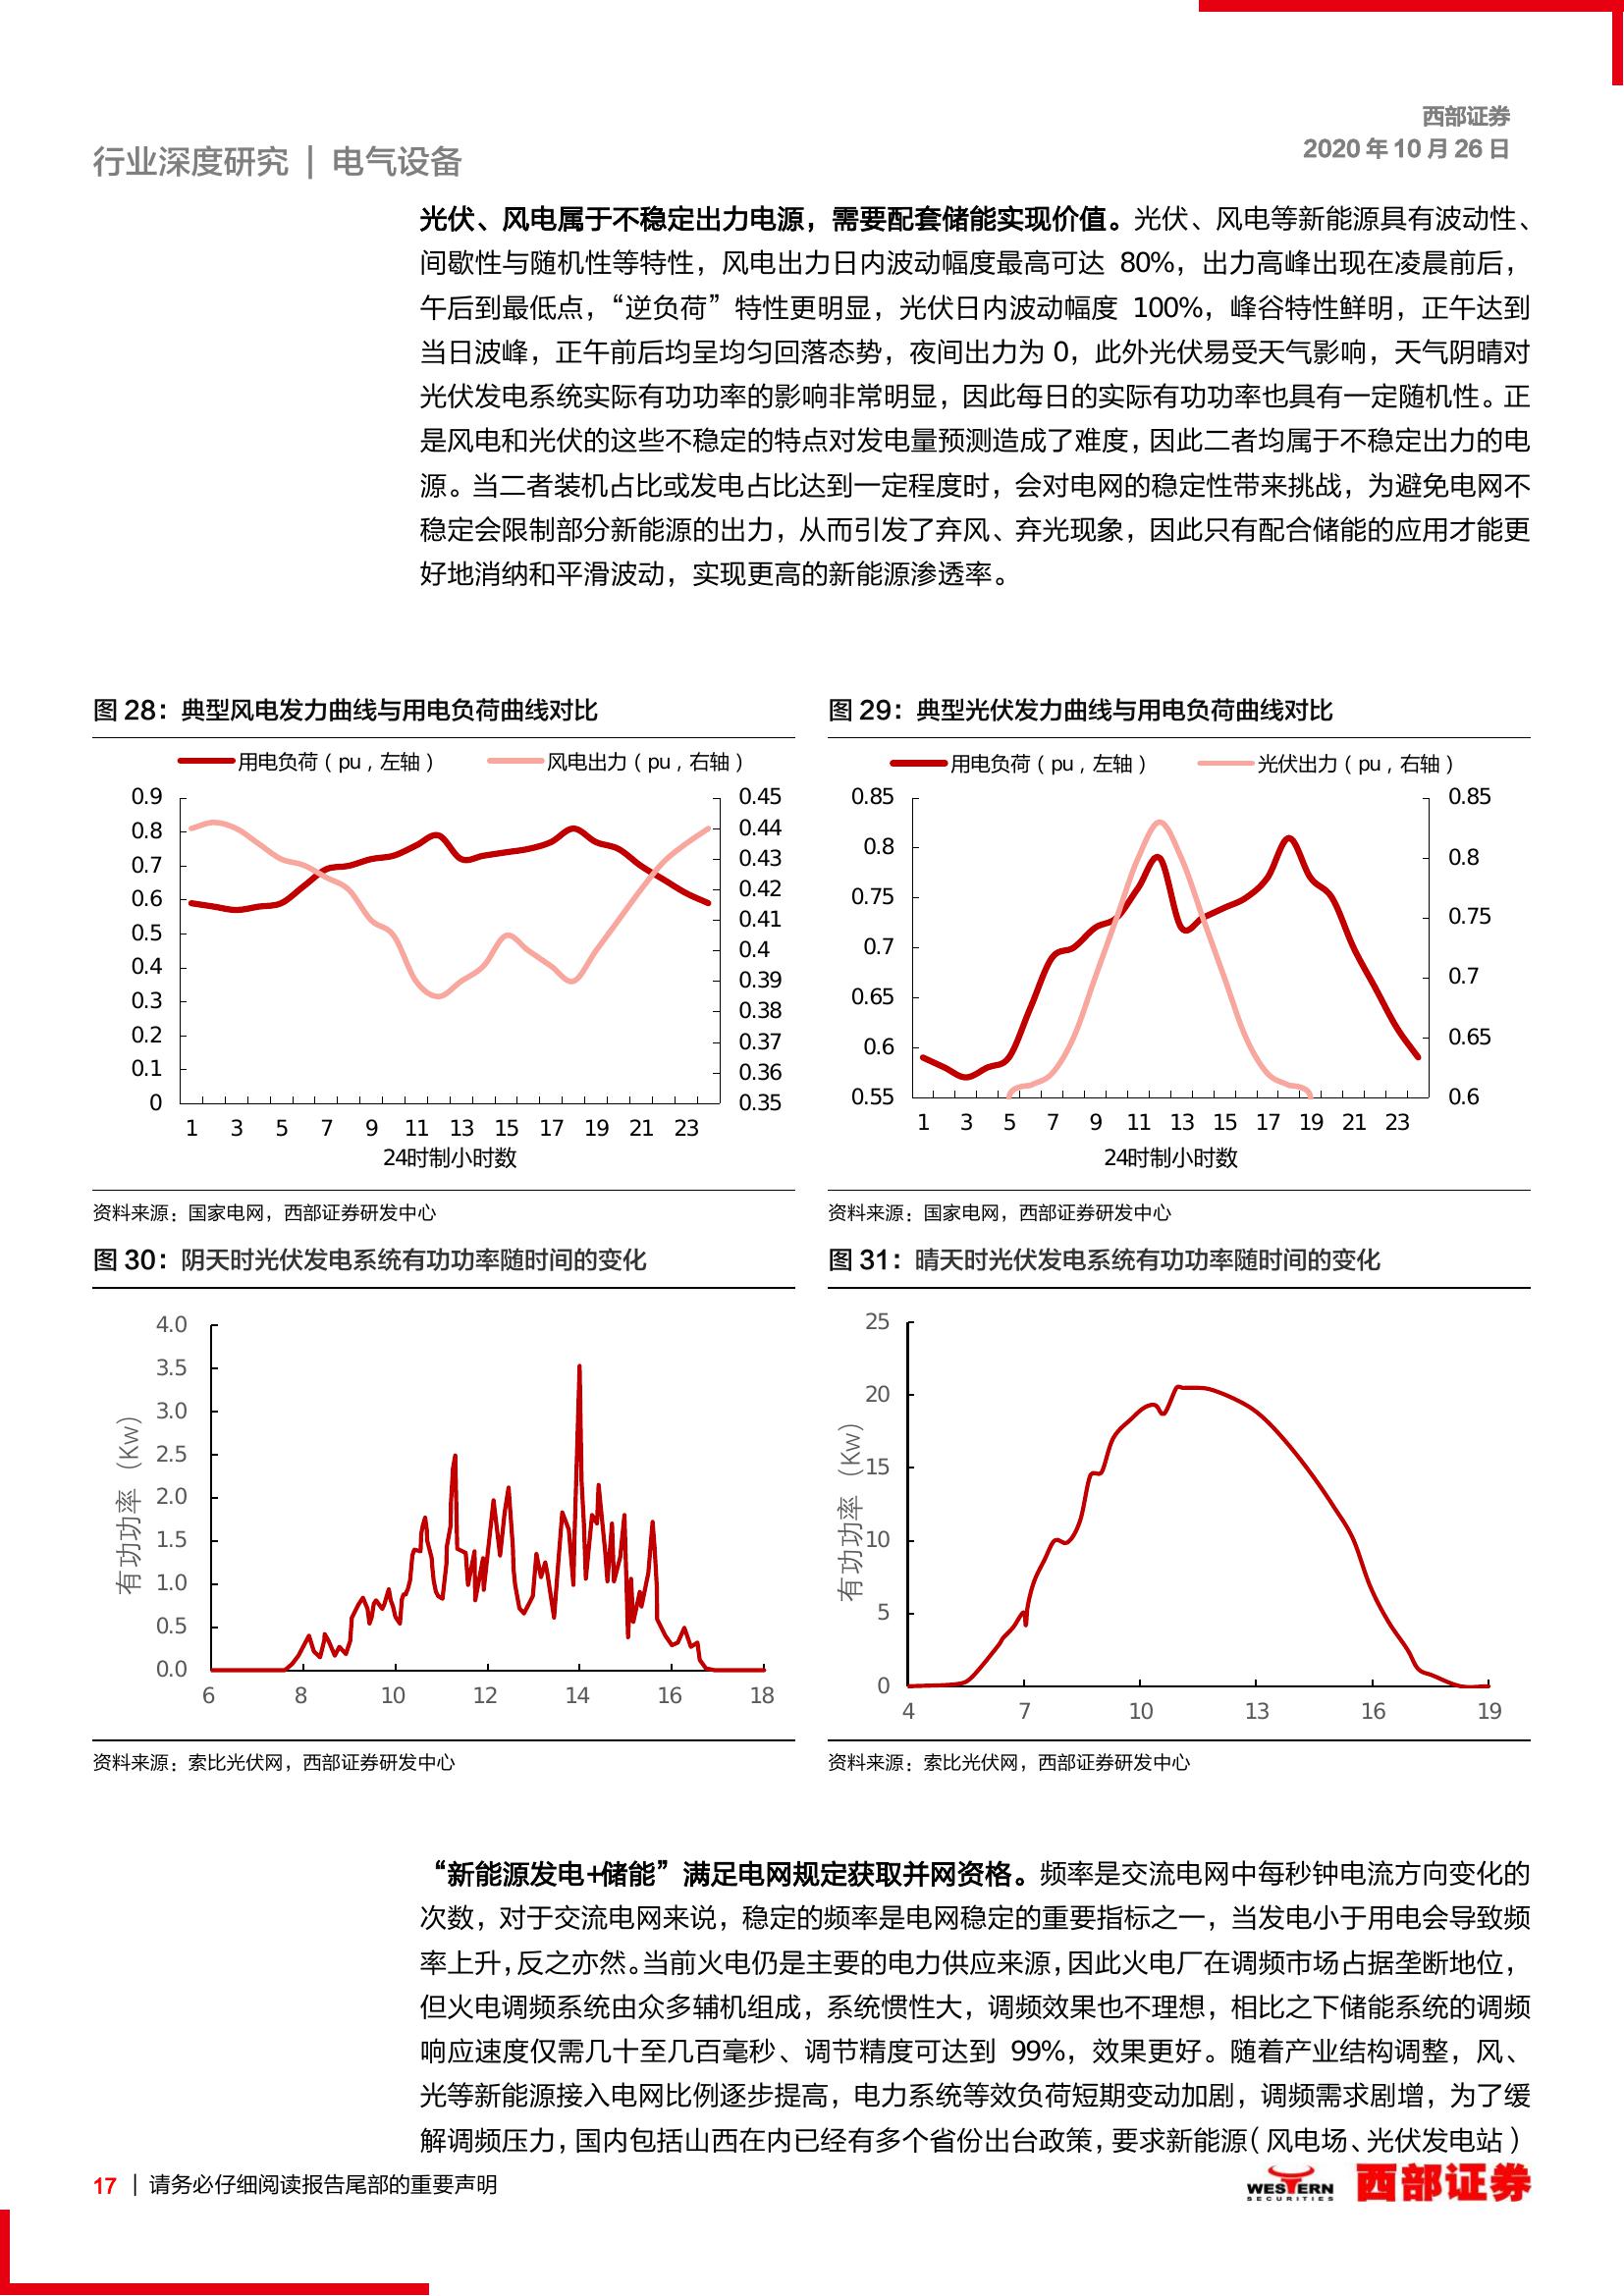 西部证券
2020 年 10 月 26 日
行业深度研究 | 电气设备
光伏、风电属于不稳定出力电源，需要配套储能实现价值。光伏、风电等新能源具有波动性、
间歇性与随机性等特性，风电出力日内波动幅度最高可达 80%，出力高峰出现在凌晨前后，
午后到最低点，“逆负荷”特性更明显，光伏日内波动幅度 100%，峰谷特性鲜明，正午达到
当日波峰，正午前后均呈均匀回落态势，夜间出力为 0，此外光伏易受天气影响，天气阴晴对
光伏发电系统实际有功功率的影响非常明显，因此每日的实际有功功率也具有一定随机性。正
是风电和光伏的这些不稳定的特点对发电量预测造成了难度，因此二者均属于不稳定出力的电
源。当二者装机占比或发电占比达到一定程度时，会对电网的稳定性带来挑战，为避免电网不
稳定会限制部分新能源的出力，从而引发了弃风、弃光现象，因此只有配合储能的应用才能更
好地消纳和平滑波动，实现更高的新能源渗透率。
图 28：典型风电发力曲线与用电负荷曲线对比
用电负荷（pu，左轴） 风电出力（pu，右轴）
0.9 0.45
0.8 0.44
0.7 0.43
0.6 0.42
0.5 0.41
0.4 0.4
0.3 0.39
0.2 0.38
0.1 0.37
0 0.36
0.35
1 3 5 7 9 11 13 15 17 19 21 23
24时制小时数
资料来源：国家电网，西部证券研发中心
图 29：典型光伏发力曲线与用电负荷曲线对比
用电负荷（pu，左轴） 光伏出力（pu，右轴）
0.85 0.85
0.8 0.8
0.75 0.75
0.7 0.7
0.65 0.65
0.6 0.6
0.55
1 3 5 7 9 11 13 15 17 19 21 23
24时制小时数
资料来源：国家电网，西部证券研发中心
图 30：阴天时光伏发电系统有功功率随时间的变化
有功功率（Kw）
4.0
3.5
3.0
2.5
2.0
1.5
1.0
0.5
0.0
6 8 10 12 14 16 18
资料来源：索比光伏网，西部证券研发中心
图 31：晴天时光伏发电系统有功功率随时间的变化
有功功率（Kw）
25
20
15
10
5
0
4 7 10 13 16 19
资料来源：索比光伏网，西部证券研发中心
“新能源发电+储能”满足电网规定获取并网资格。频率是交流电网中每秒钟电流方向变化的
次数，对于交流电网来说，稳定的频率是电网稳定的重要指标之一，当发电小于用电会导致频
率上升，反之亦然。当前火电仍是主要的电力供应来源，因此火电厂在调频市场占据垄断地位，
但火电调频系统由众多辅机组成，系统惯性大，调频效果也不理想，相比之下储能系统的调频
响应速度仅需几十至几百毫秒、调节精度可达到 99%，效果更好。随着产业结构调整，风、
光等新能源接入电网比例逐步提高，电力系统等效负荷短期变动加剧，调频需求剧增，为了缓
解调频压力，国内包括山西在内已经有多个省份出台政策，要求新能源（风电场、光伏发电站）
17 | 请务必仔细阅读报告尾部的重要声明
WESTERN
SECURITIES
西部证券